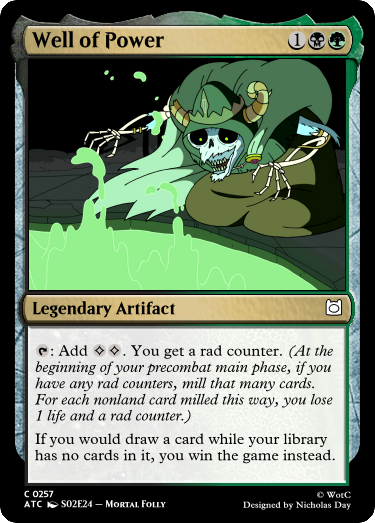 Well of Power 1
Legendary Artifact
: Add . You get a rad counter. (At the
beginning of your precombat main phase, if
you have any rad counters, mill that many cards.
For each nonland card milled this way, you lose
1 life and a rad counter.)
If you would draw a card while your library
has no cards in it, you win the game instead.
C 0257 © WotC
ATC S02E24 – Mortal Folly Designed by Nicholas Day